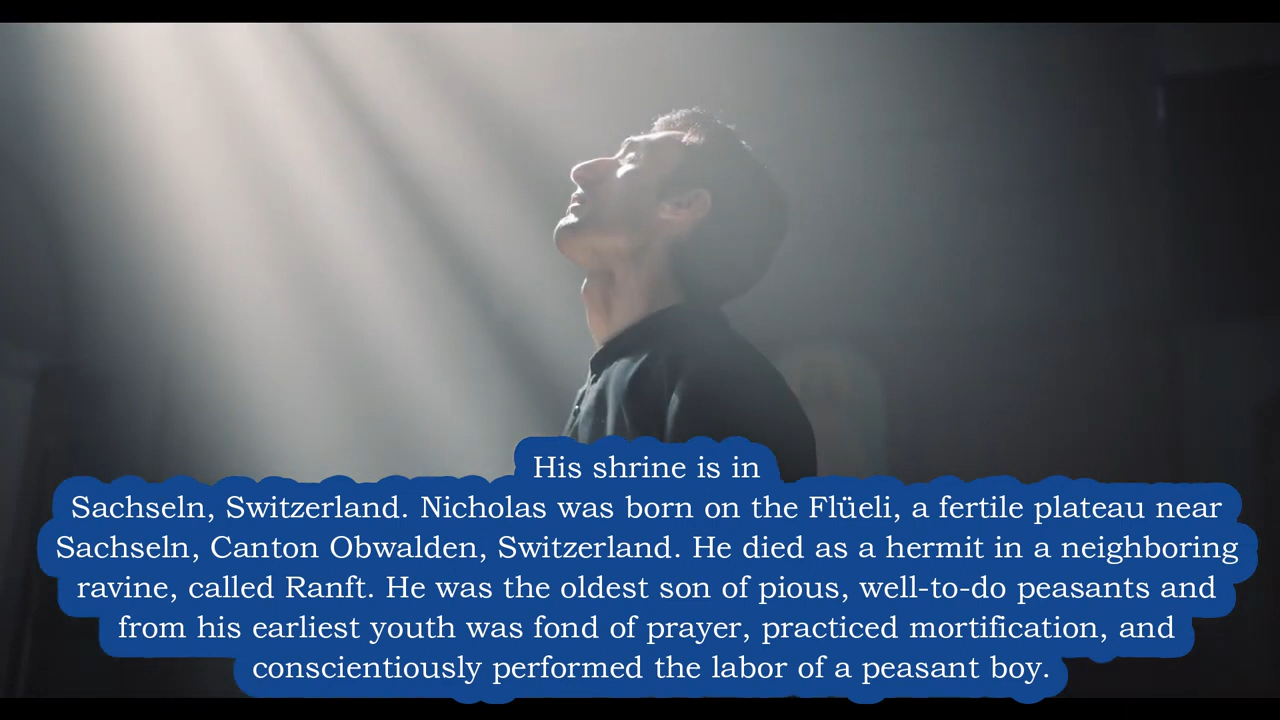 His shrine is in
Sachseln, Switzerland. Nicholas was born on the Flüeli, a fertile plateau near
Sachseln, Canton Obwalden, Switzerland. He died as a hermit in a neighboring
ravine, called Ranft. He was the oldest son of pious, well-to-do peasants and
from his earliest youth was fond of prayer, practiced mortification, and
conscientiously performed the labor of a peasant boy.